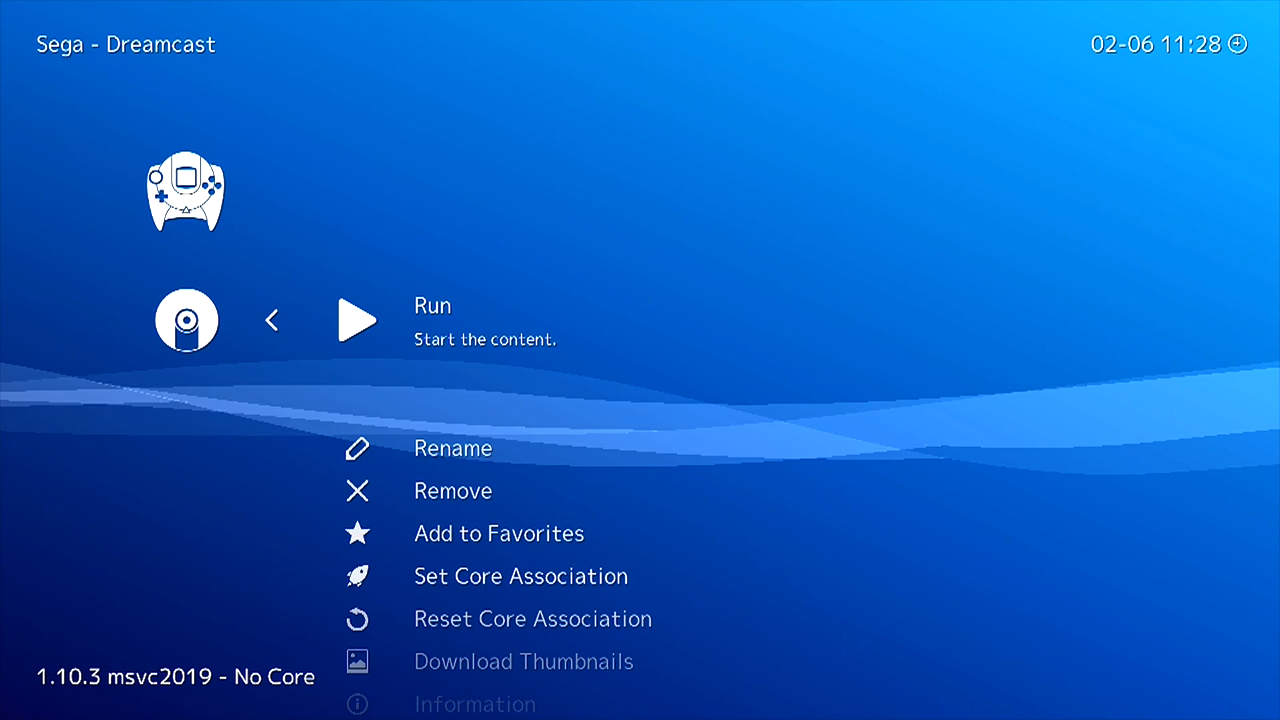 Sega - Dreamcast
02-06 11:28
Run
Start the content.
Rename
Remove
Add to Favorites
Set Core Association
Reset Core Association
Download Thumbnails
Information
1.10.3 msvc2019 - No Core